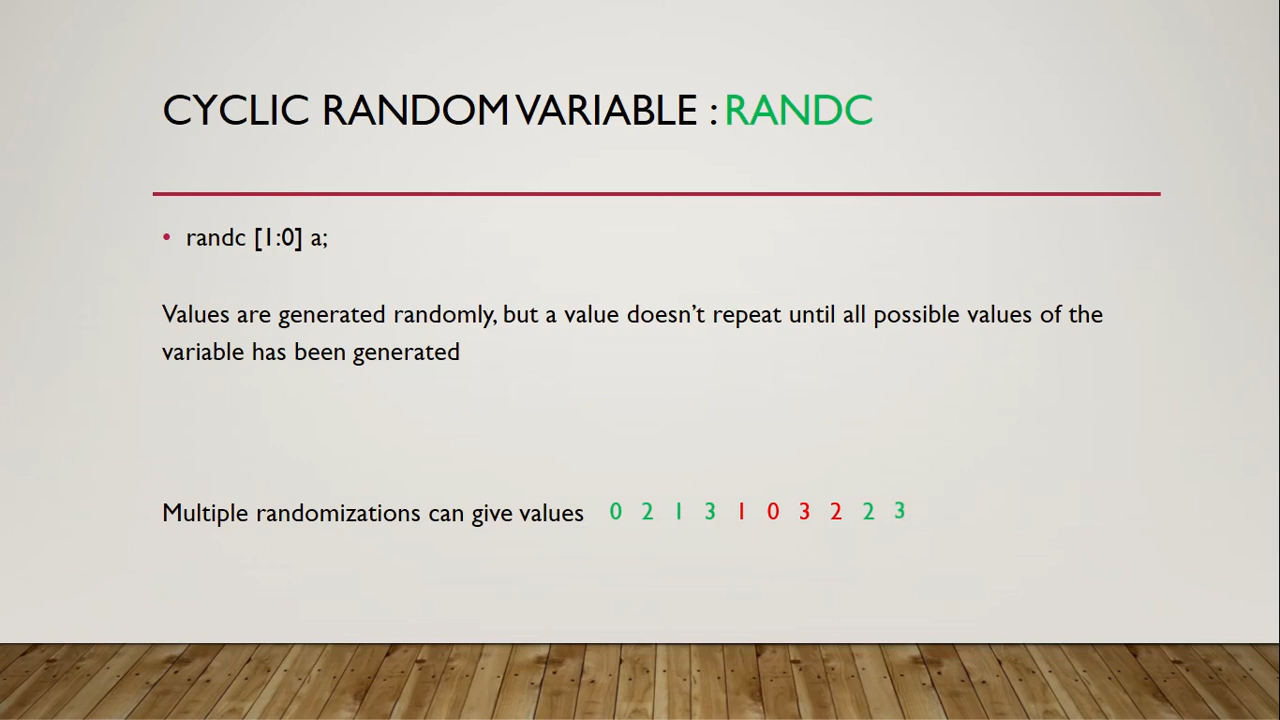 CYCLIC RANDOM VARIABLE : RANDC
• randc [1:0] a;
Values are generated randomly, but a value doesn’t repeat until all possible values of the
variable has been generated
Multiple randomizations can give values 0 2 1 3 1 0 3 2 2 3